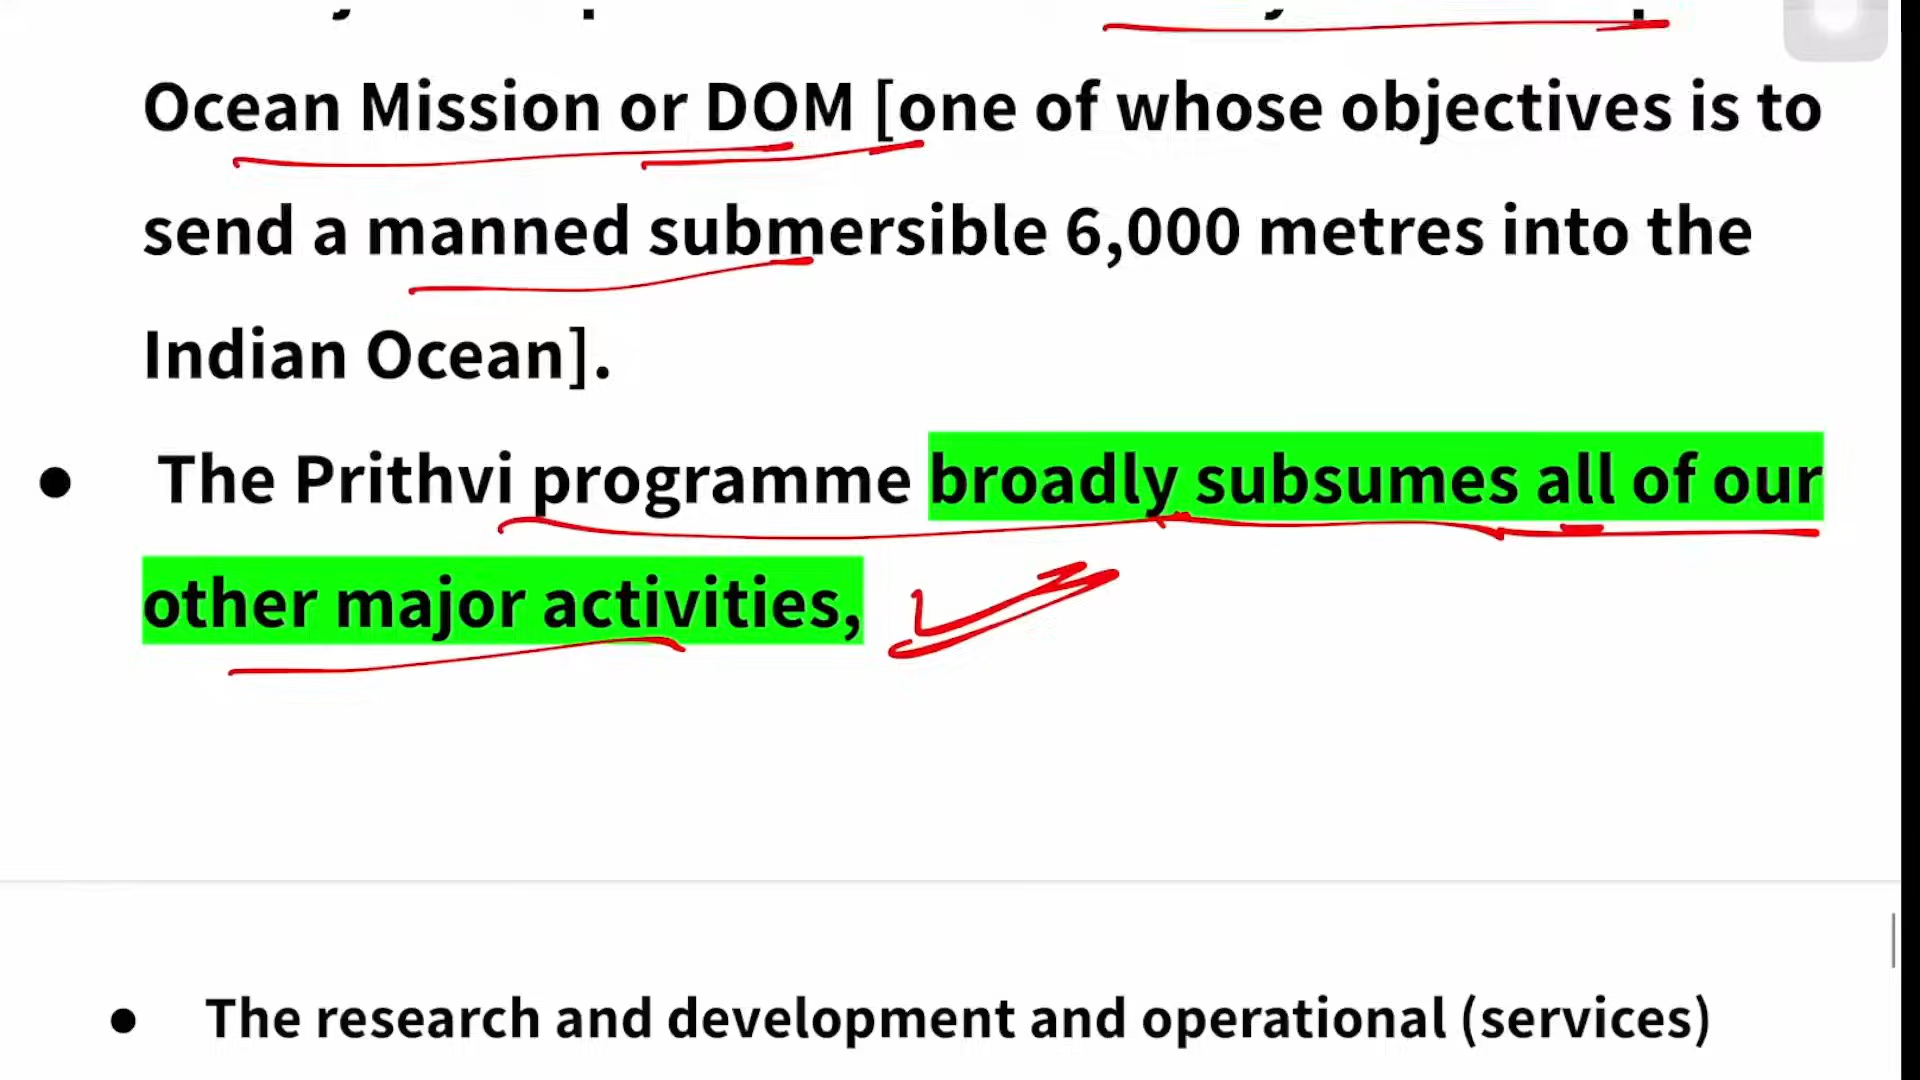 Ocean Mission or DOM [one of whose objectives is to
send a manned submersible 6,000 metres into the
Indian Ocean].
● The Prithvi programme broadly subsumes all of our
other major activities,
● The research and development and operational (services)